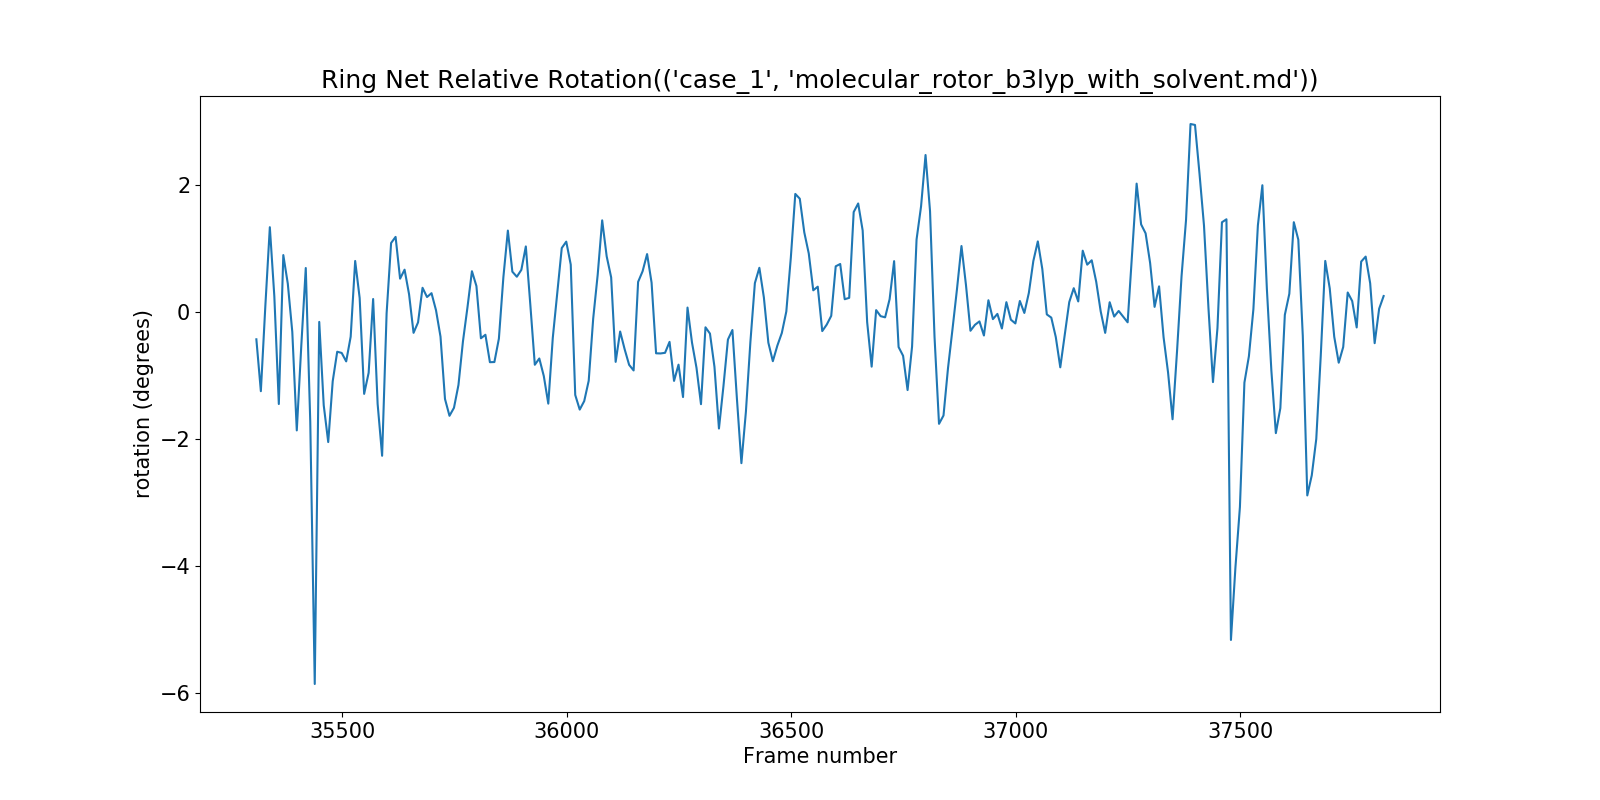 Ring Net Relative Rotation(('case_1', 'molecular_rotor_b3lyp_with_solvent.md'))
rotation (degrees)
2
0
−2
−4
−6
35500 36000 36500 37000 37500
Frame number